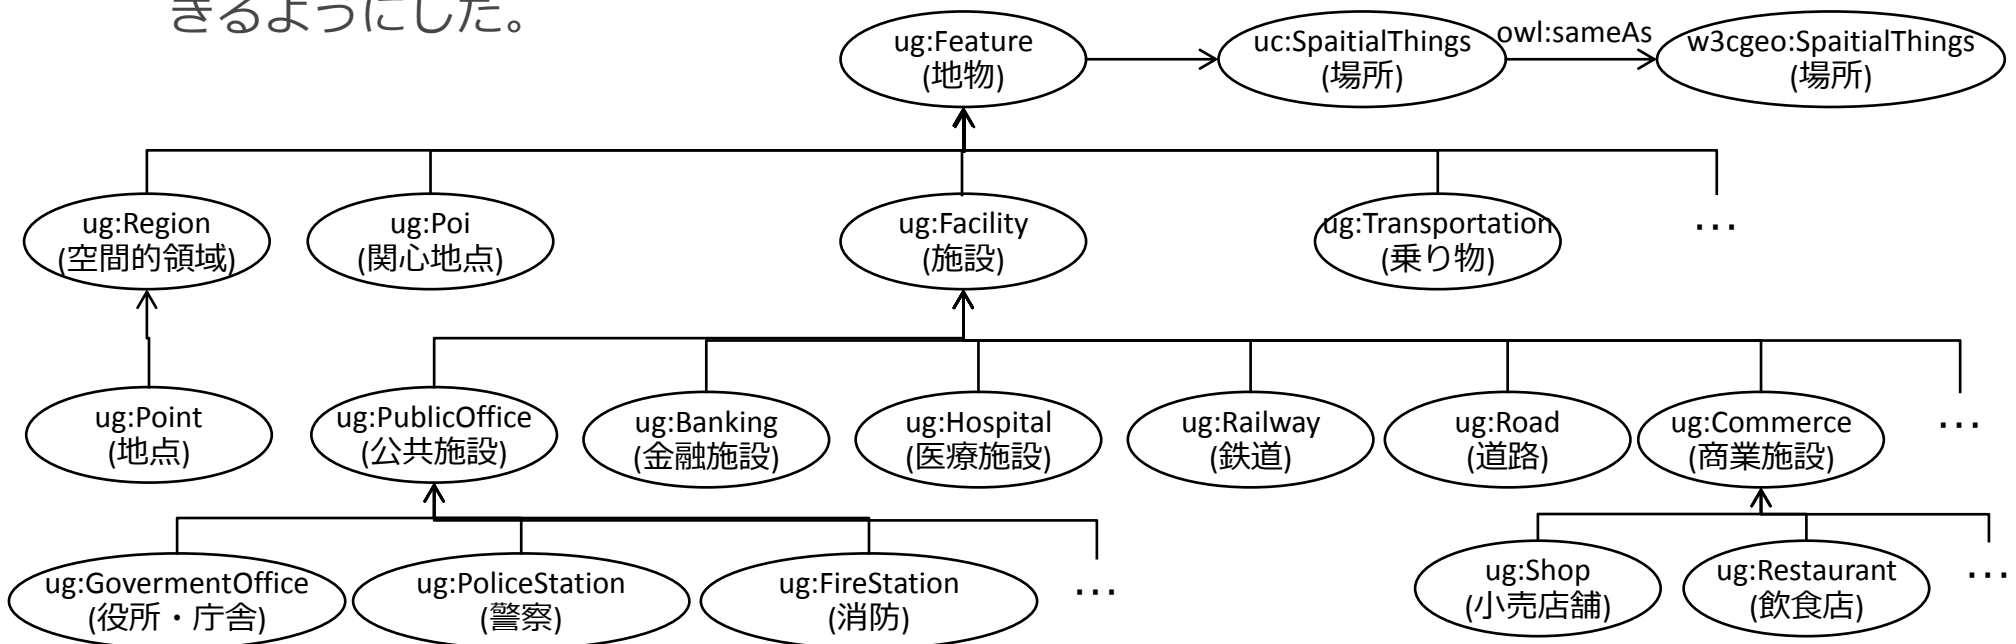 きるようにした。
ug:Feature
(地物)
uc:SpaitialThings
(場所)
owl:sameAs
w3cgeo:SpaitialThings
(場所)
ug:Region
(空間的領域)
ug:Poi
(関心地点)
ug:Facility
(施設)
ug:Transportation
(乗り物)
…
ug:Point
(地点)
ug:PublicOffice
(公共施設)
ug:Banking
(金融施設)
ug:Hospital
(医療施設)
ug:Railway
(鉄道)
ug:Road
(道路)
ug:Commerce
(商業施設)
…
ug:GovermentOffice
(役所・庁舎)
ug:PoliceStation
(警察)
ug:FireStation
(消防)
…
ug:Shop
(小売店舗)
ug:Restaurant
(飲食店)
…